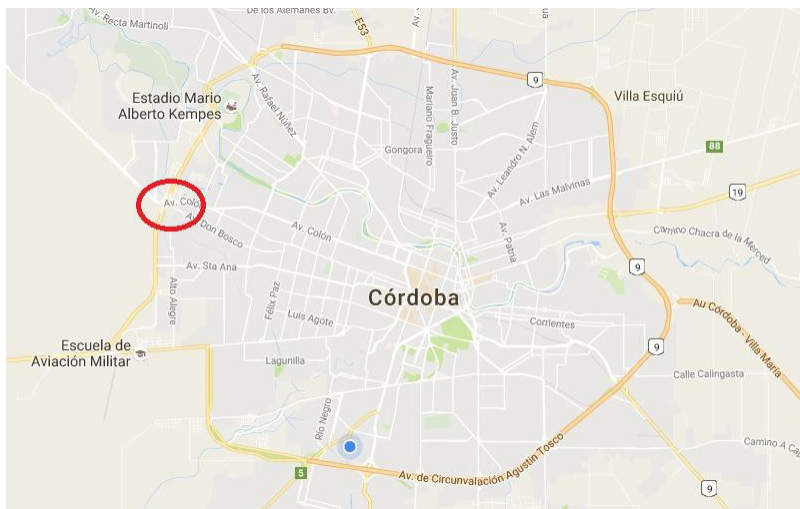 De los Alemanes Bv.
Av. Recta Martinoli
Av.
E53
9
Villa Esquiú
Estadio Mario
Alberto Kempes
Av. Rafael Núñez
Mariano Fragueiro
Av. Juan B. Justo
Gongora
Av. Leandro N. Alem
88
Av. Las Malvinas
19
Av. Colón
Av. Don Bosco
Av. Colón
Av. Patria
Camino Chacra de la Merced
Av. Sta Ana
9
Alto Alegre
Félix Paz
Córdoba
Luis Agote
Corrientes
Au Córdoba - Villa María
Escuela de
Aviación Militar
Lagunilla
9
Calle Calingasta
Río Negro
Camino A Cap
5
Av. de Circunvalación Agustín Tosco
9